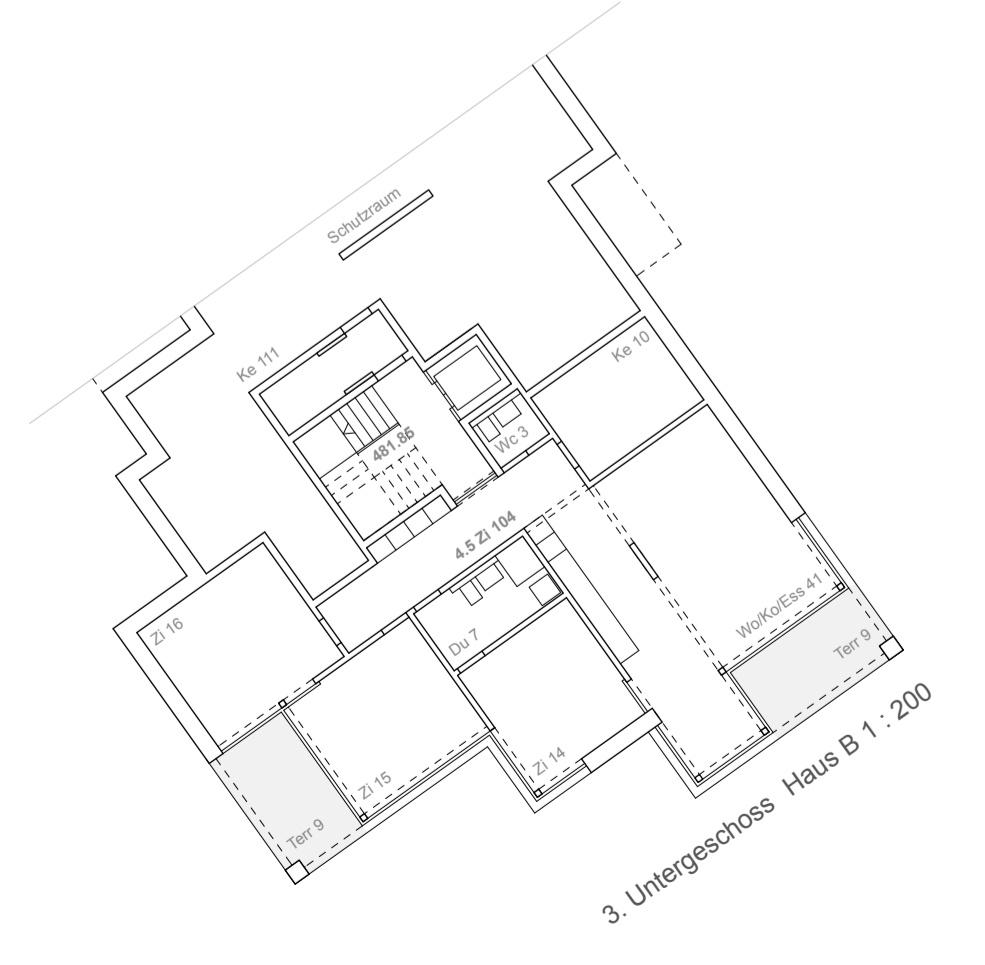 Schutzraum
Ke 111
Ke 10
481.85
Wc 3
4.5 Zi 104
Zi 16
Du 7
Wo/Ko/Ess 41
Terr 9
Zi 14
Zi 15
Terr 9
3. Untergeschoss Haus B 1 : 200